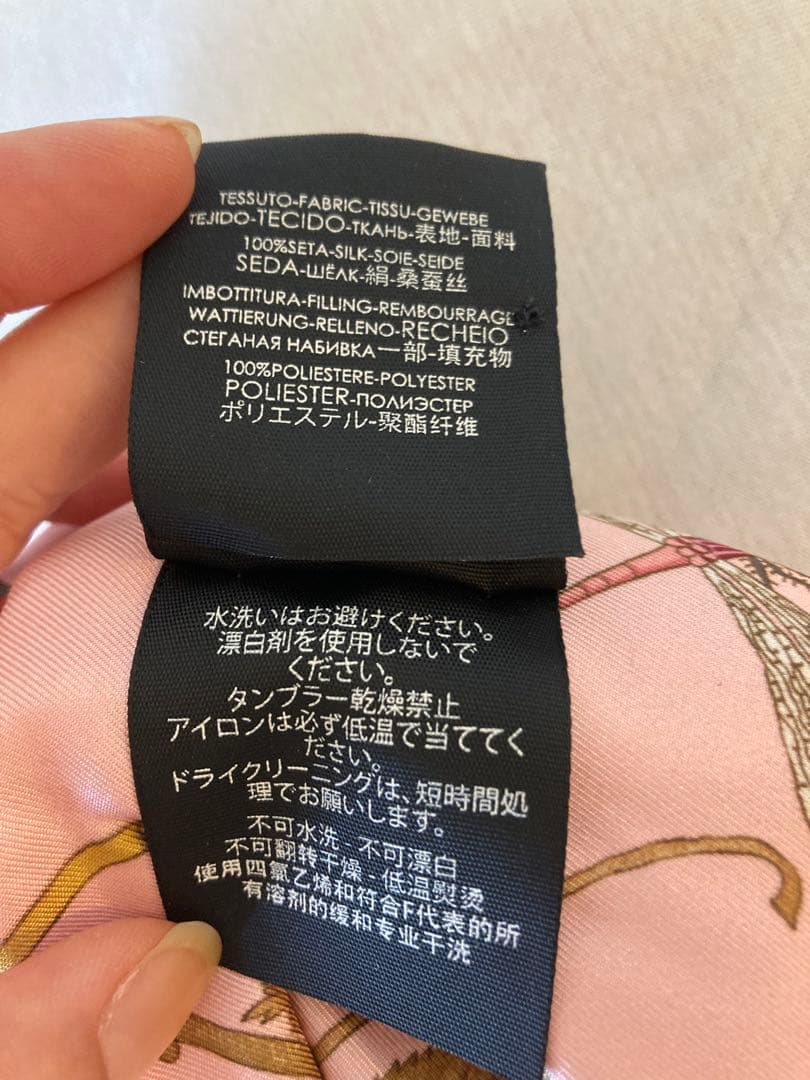 TESSUTO-FABRIC-TISSU-GEWEBE
TEJIDO-TECIDO-ТКАНЬ-表地-面料
100%SETA-SILK-SOIE-SEIDE
SEDA-ШЁЛК-絹-桑蚕丝
IMBOTTITURA-FILLING-REMBOURRAGE
WATTIERUNG-RELLENO-RECHEIO
СТЕГАНАЯ НАБИВКА-一部-填充物
100%POLIESTERE-POLYESTER
POLIESTER-ПОЛИЭСТЕР
ポリエステル-聚酯纤维
水洗いはお避けください。
漂白剤を使用しないで
ください。
タンブラー乾燥禁止
アイロンは必ず低温で当ててく
ださい。
ドライクリーニングは、短時間処
理でお願いします。
不可水洗 不可漂白
不可翻转干燥 - 低温熨烫
使用四氯乙烯和符合F代表的所
有溶剂的缓和专业干洗